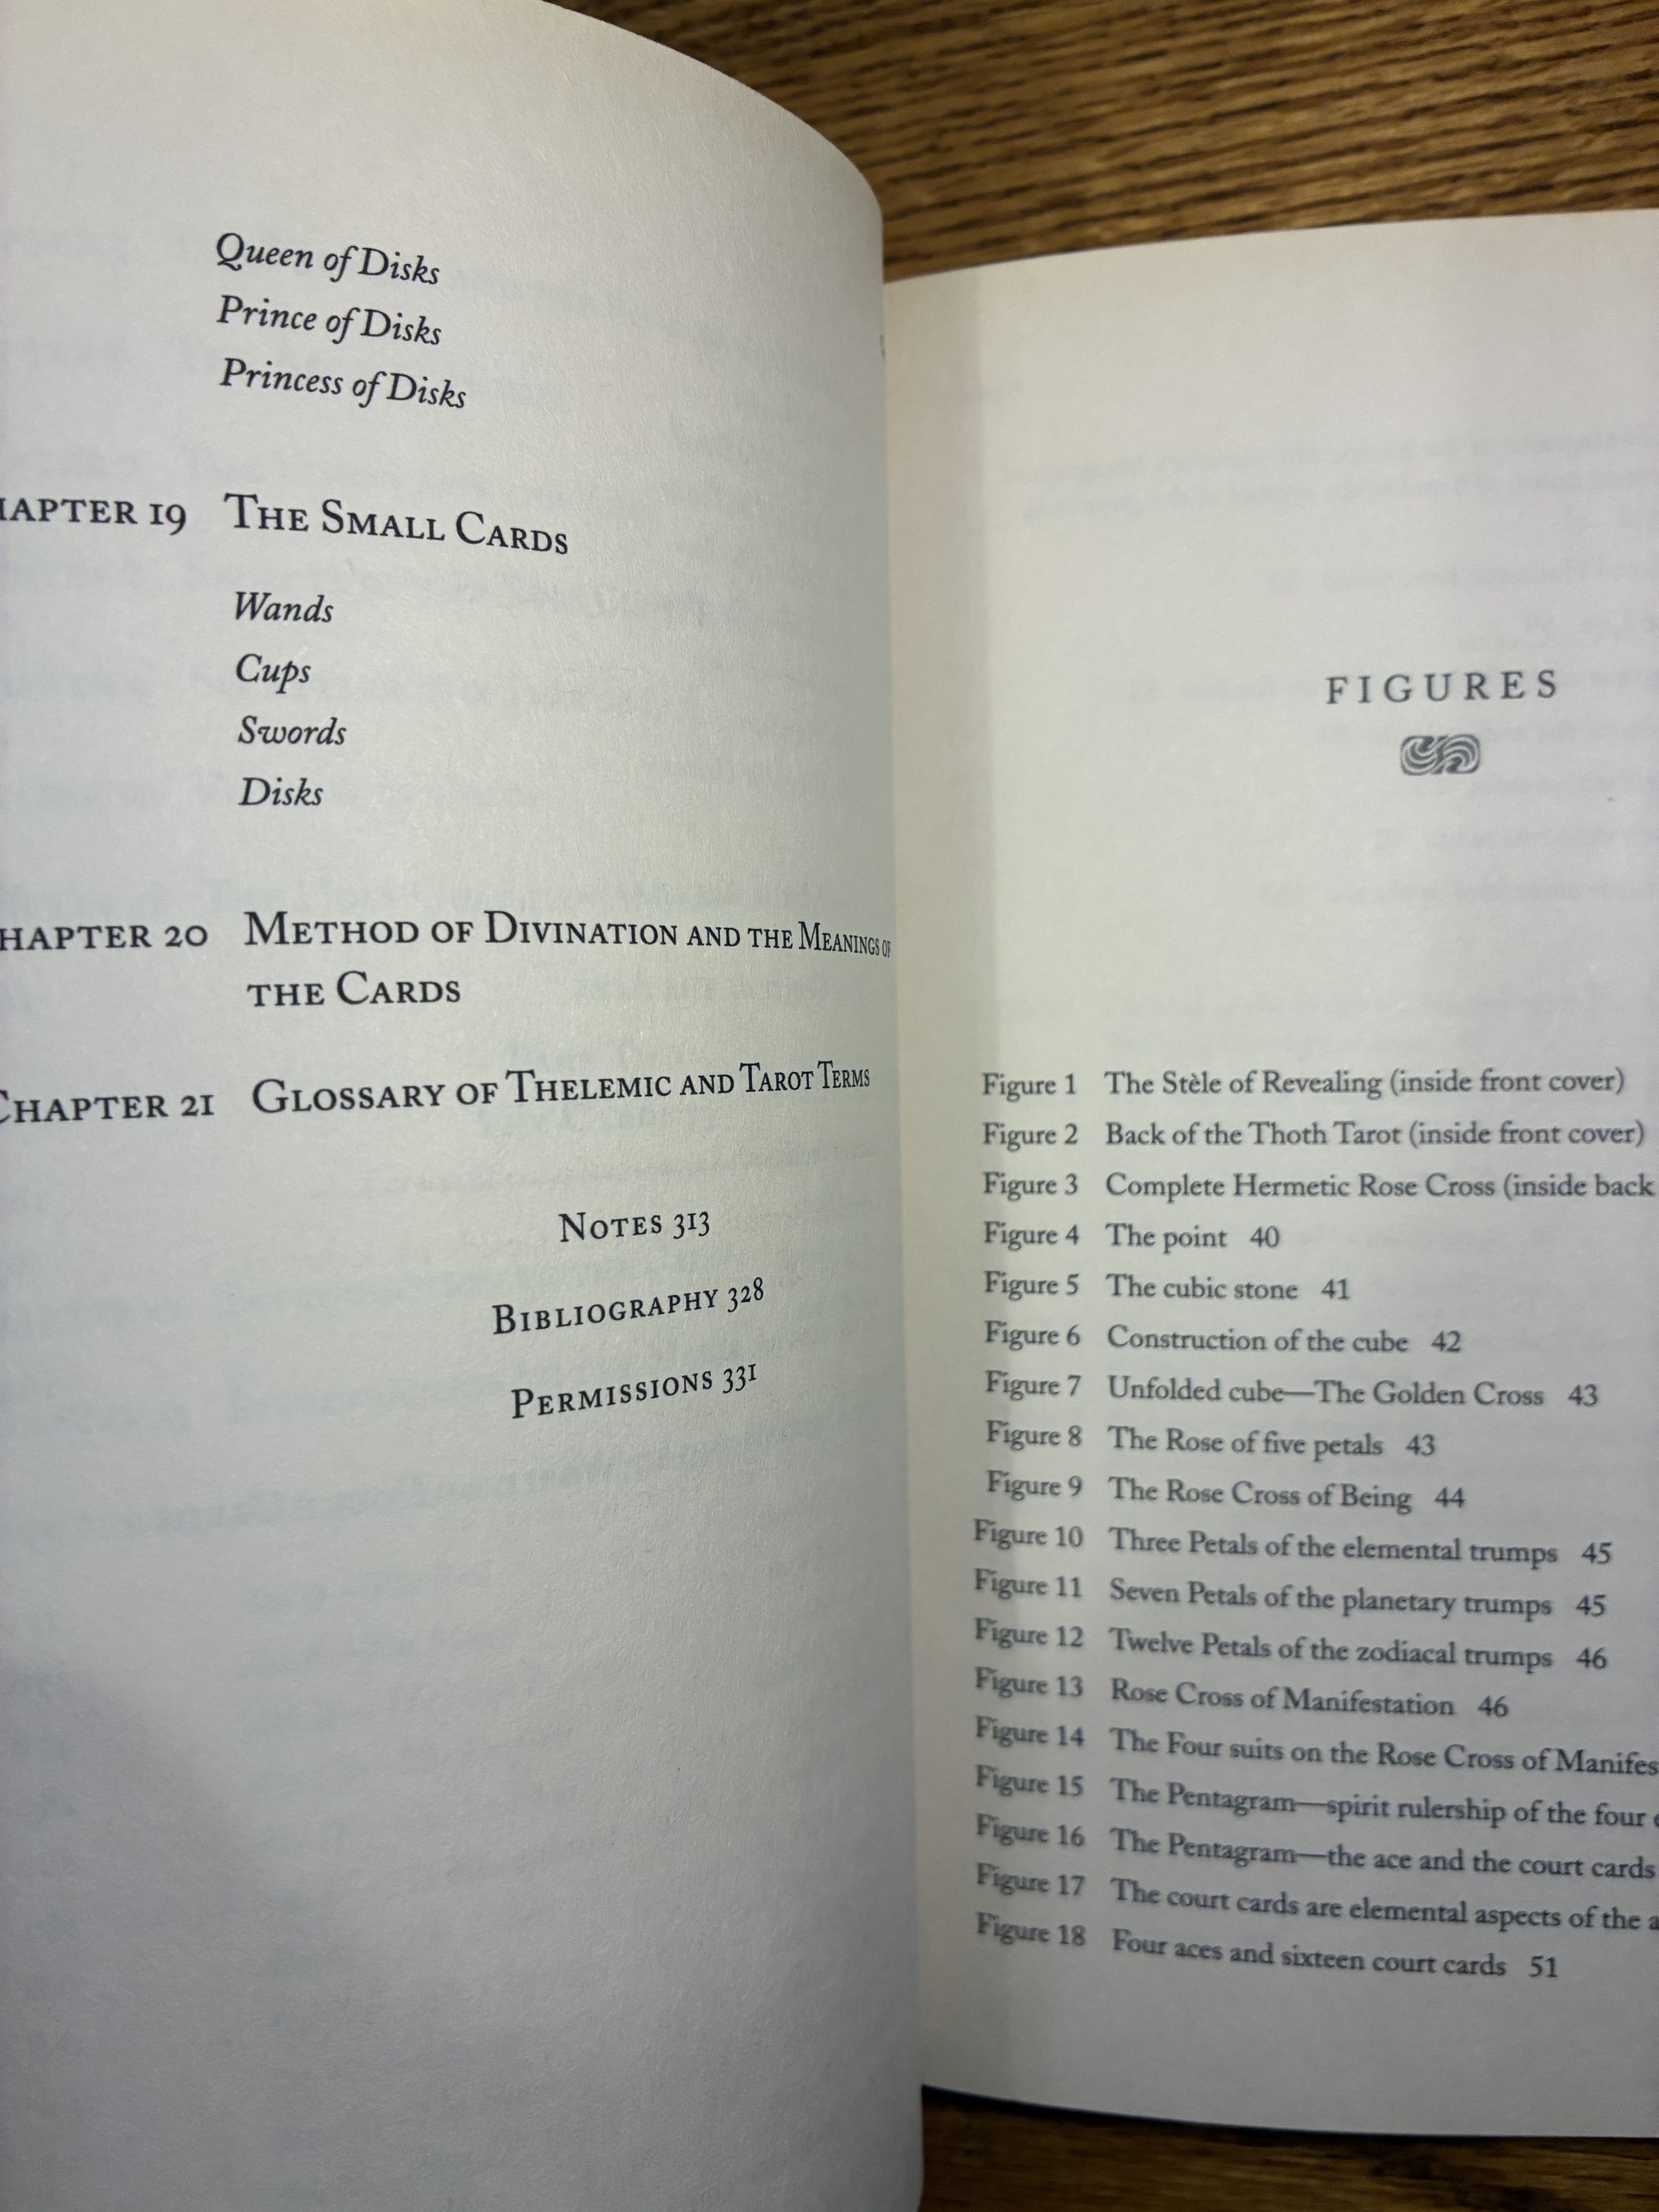 Queen of Disks
Prince of Disks
Princess of Disks
HAPTER 19 THE SMALL CARDS
Wands
Cups
Swords
Disks
HAPTER 20 METHOD OF DIVINATION AND THE MEANINGS OF
THE CARDS
CHAPTER 21 GLOSSARY OF THELEMIC AND TAROT TERMS
NOTES 313
BIBLIOGRAPHY 328
PERMISSIONS 331
FIGURES
Figure 1 The Stèle of Revealing (inside front cover)
Figure 2 Back of the Thoth Tarot (inside front cover)
Figure 3 Complete Hermetic Rose Cross (inside back
Figure 4 The point 40
Figure 5 The cubic stone 41
Figure 6 Construction of the cube 42
Figure 7 Unfolded cube—The Golden Cross 43
Figure 8 The Rose of five petals 43
Figure 9 The Rose Cross of Being 44
Figure 10 Three Petals of the elemental trumps 45
Figure 11 Seven Petals of the planetary trumps 45
Figure 12 Twelve Petals of the zodiacal trumps 46
Figure 13 Rose Cross of Manifestation 46
Figure 14 The Four suits on the Rose Cross of Manifes
Figure 15 The Pentagram—spirit rulership of the four
Figure 16 The Pentagram—the ace and the court cards
Figure 17 The court cards are elemental aspects of the a
Figure 18 Four aces and sixteen court cards 51